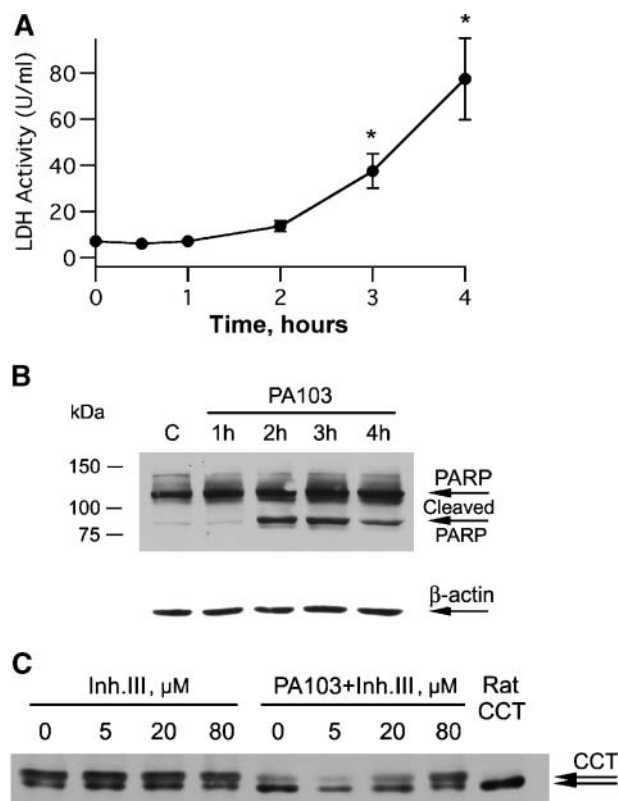 A
LDH Activity (U/ml)
80
60
40
20
0
* *
0 1 2 3 4
Time, hours
B
PA103
kDa
C 1h 2h 3h 4h
150
100
75
PARP
Cleaved
PARP
β-actin
C
Inh.III, μM PA103+Inh.III, μM Rat
CCT
0 5 20 80 0 5 20 80
CCT